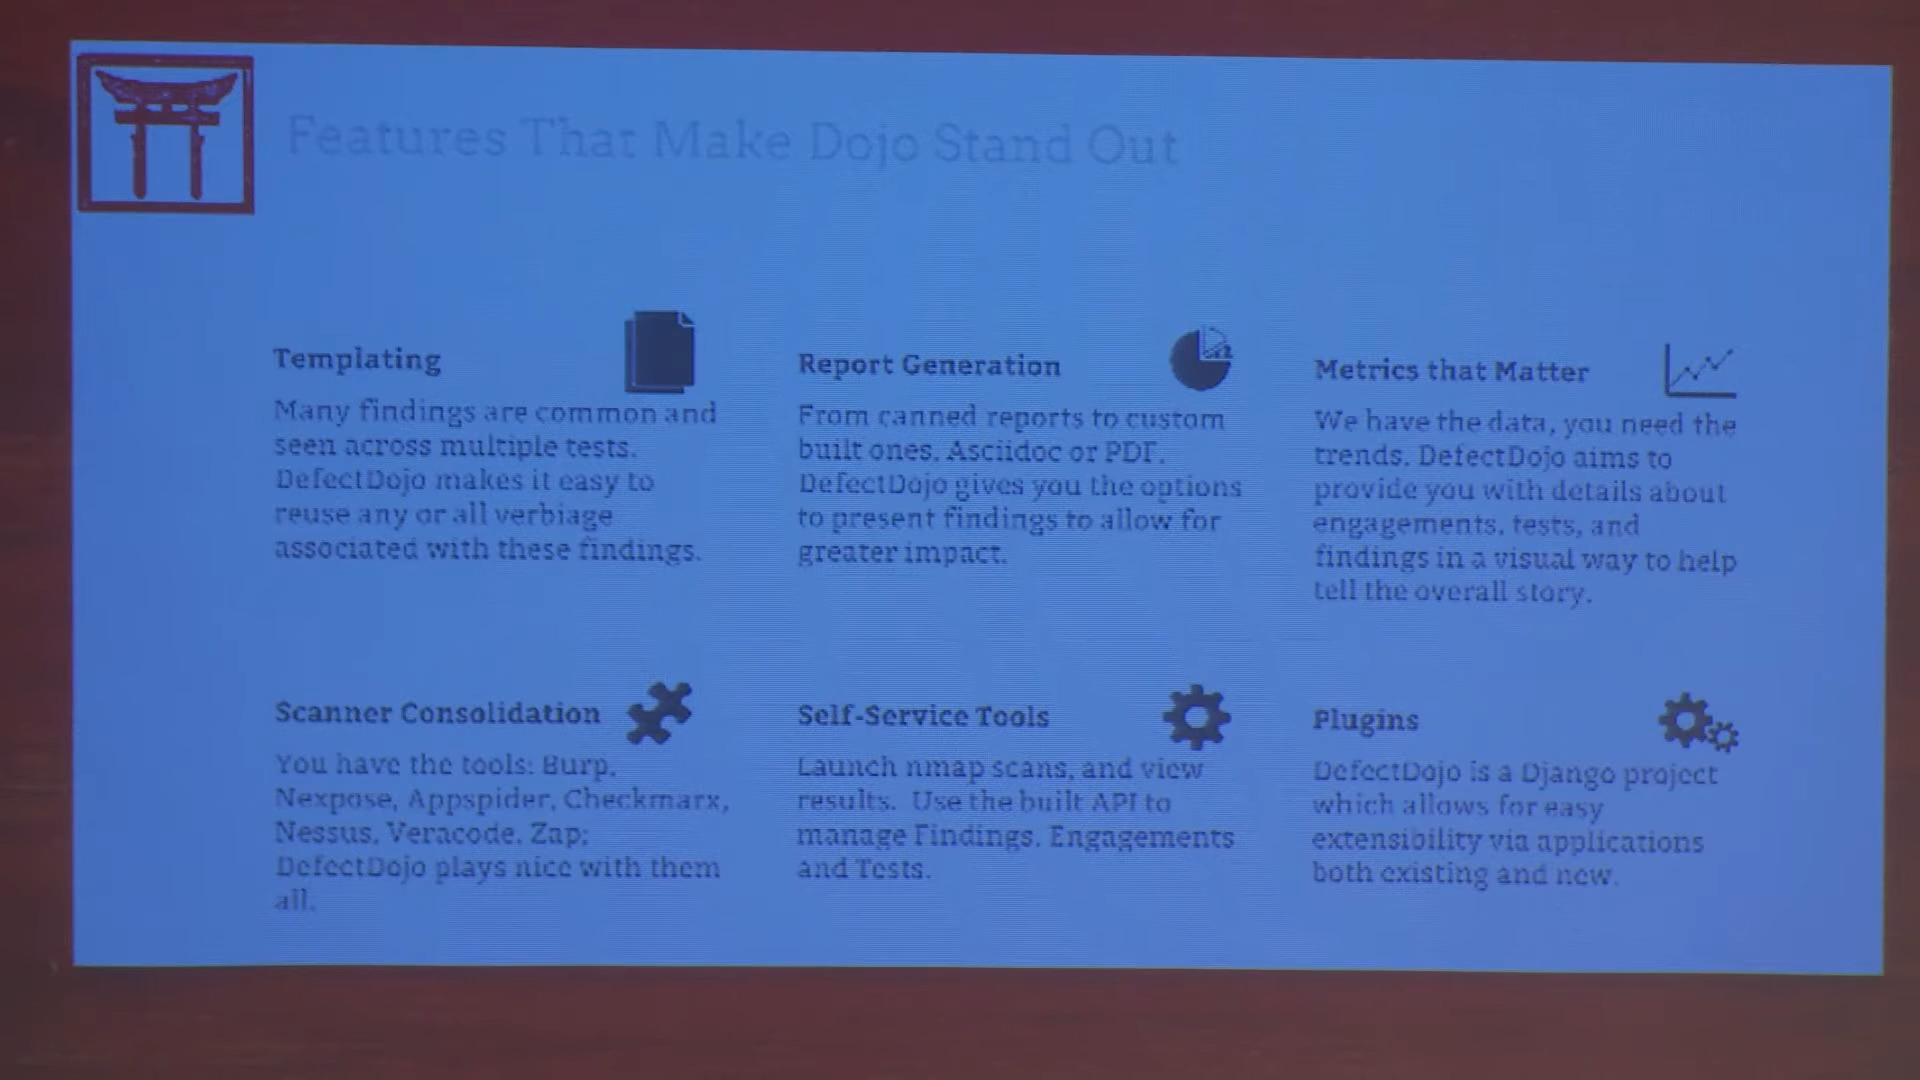 Features That Make Dojo Stand Out
Templating
Many findings are common and
seen across multiple tests.
DefectDojo makes it easy to
reuse any or all verbiage
associated with these findings.
Report Generation
From canned reports to custom
built ones, Asciidoc or PDF,
DefectDojo gives you the options
to present findings to allow for
greater impact.
Metrics that Matter
We have the data, you need the
trends. DefectDojo aims to
provide you with details about
engagements, tests, and
findings in a visual way to help
tell the overall story.
Scanner Consolidation
You have the tools: Burp,
Nexpose, Appspider, Checkmarx,
Nessus, Veracode, Zap;
DefectDojo plays nice with them
all.
Self-Service Tools
Launch nmap scans, and view
results. Use the built API to
manage Findings, Engagements
and Tests.
Plugins
DefectDojo is a Django project
which allows for easy
extensibility via applications
both existing and new.